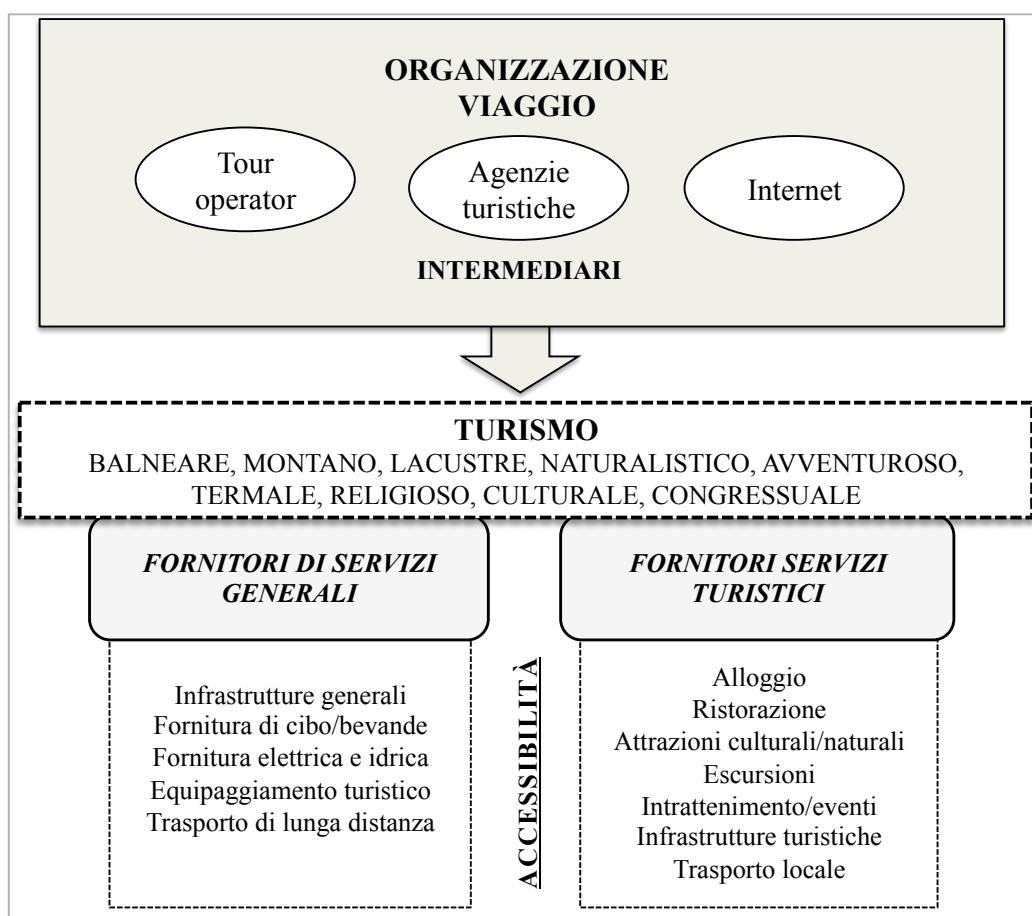 ORGANIZZAZIONE
VIAGGIO
Tour
operator
Agenzie
turistiche
Internet
INTERMEDIARI
TURISMO
BALNEARE, MONTANO, LACUSTRE, NATURALISTICO, AVVENTUROSO,
TERMALE, RELIGIOSO, CULTURALE, CONGRESSUALE
FORNITORI DI SERVIZI
GENERALI
FORNITORI SERVIZI
TURISTICI
Infrastrutture generali
Fornitura di cibo/bevande
Fornitura elettrica e idrica
Equipaggiamento turistico
Trasporto di lunga distanza
ACCESSIBILITÀ
Alloggio
Ristorazione
Attrazioni culturali/naturali
Escursioni
Intrattenimento/eventi
Infrastrutture turistiche
Trasporto locale